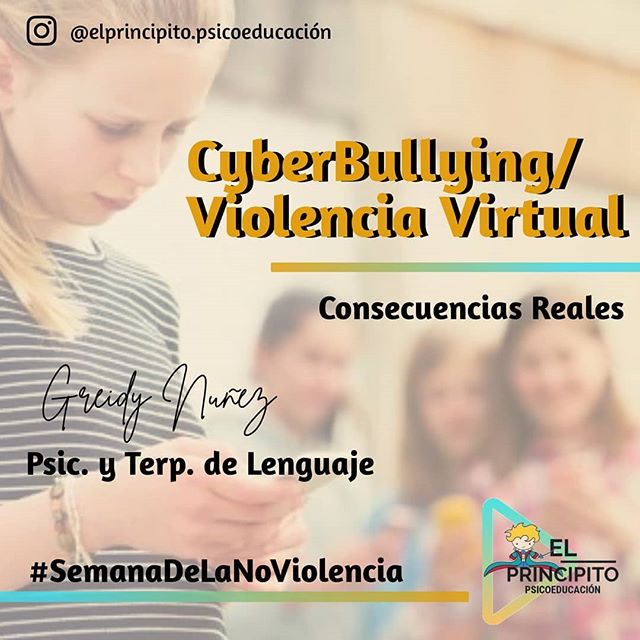 @elprincipito.psicoeducación
CyberBullying/
Violencia Virtual
Consecuencias Reales
Greidy Nuñez
Psic. y Terp. de Lenguaje
#SemanaDeLaNoViolencia
EL
PRINCIPITO
PSICOEDUCACIÓN